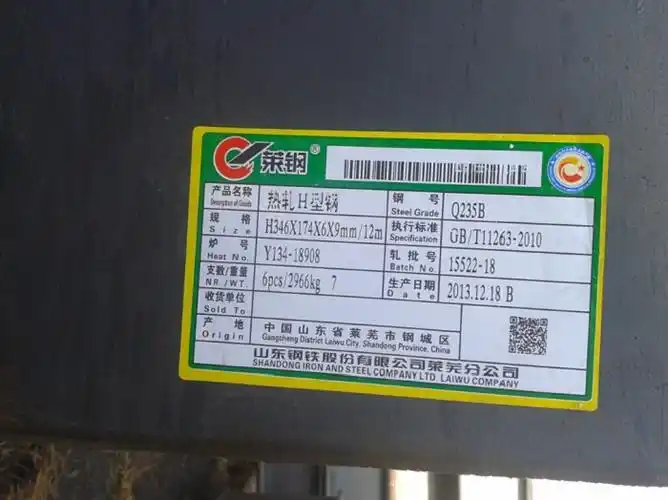 莱钢®
产品名称 热轧H型钢 钢 号 Q235B
Description of Goods Steel Grade
规 格 H346X174X6X9mm/12m 执行标准 GB/T11263-2010
Size Specification
炉 号 Y134-18908 轧批号 15522-18
Heat No. Batch No.
支数/重量 6pcs/2966kg 7 生产日期 2013.12.18 B
NR./WT. Date
收货单位
Sold To
产 地 中国山东省莱芜市钢城区
Origin Gangsheng District Laiwu City, Shandong Province, China
山东钢铁股份有限公司莱芜分公司
SHANDONG IRON AND STEEL COMPANY LTD. LAIWU COMPANY